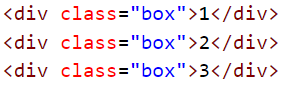 <div class="box">1</div>
<div class="box">2</div>
<div class="box">3</div>